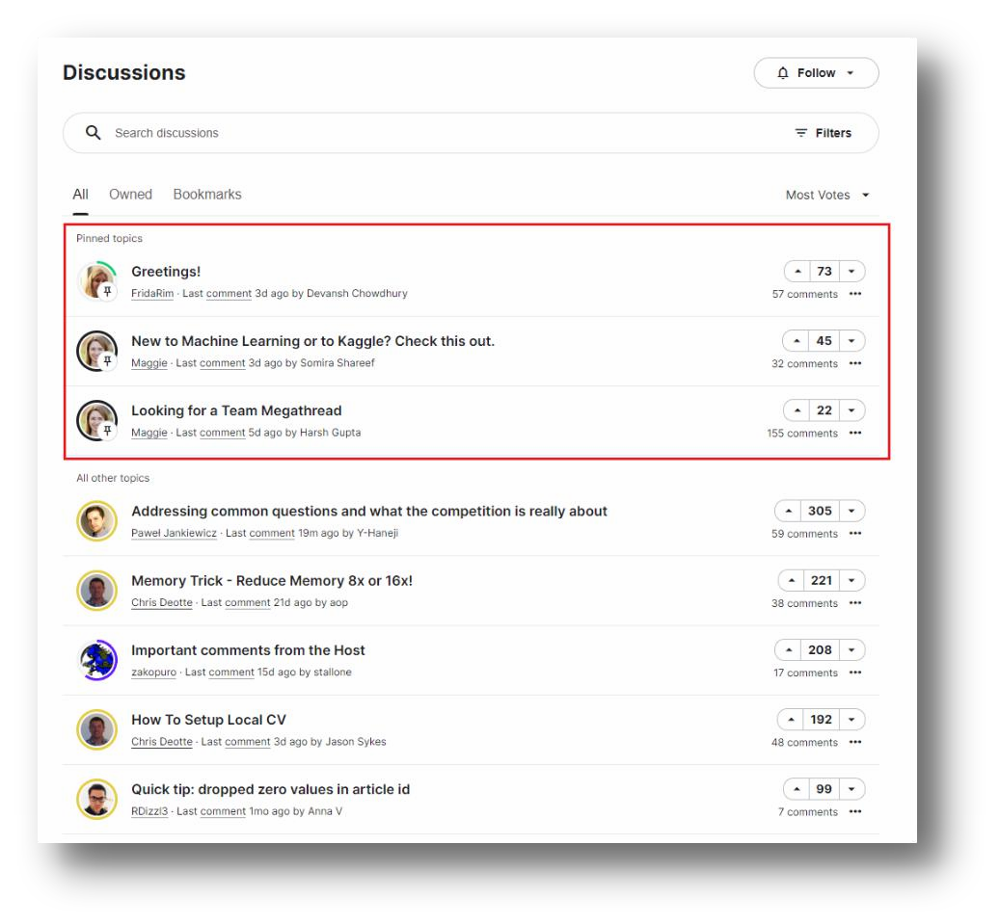 Discussions
Follow
Search discussions
Filters
All Owned Bookmarks
Most Votes
Pinned topics
Greetings!
73
FridaRim · Last comment 3d ago by Devansh Chowdhury
57 comments
New to Machine Learning or to Kaggle? Check this out.
45
Maggie · Last comment 3d ago by Somira Shareef
32 comments
Looking for a Team Megathread
22
Maggie · Last comment 5d ago by Harsh Gupta
155 comments
All other topics
Addressing common questions and what the competition is really about
305
Paweł Jankiewicz · Last comment 19m ago by Y-Haneji
59 comments
Memory Trick - Reduce Memory 8x or 16x!
221
Chris Deotte · Last comment 21d ago by aop
38 comments
Important comments from the Host
208
zakopuro · Last comment 15d ago by stallone
17 comments
How To Setup Local CV
192
Chris Deotte · Last comment 3d ago by Jason Sykes
48 comments
Quick tip: dropped zero values in article id
99
RDizzl3 · Last comment 1mo ago by Anna V
7 comments